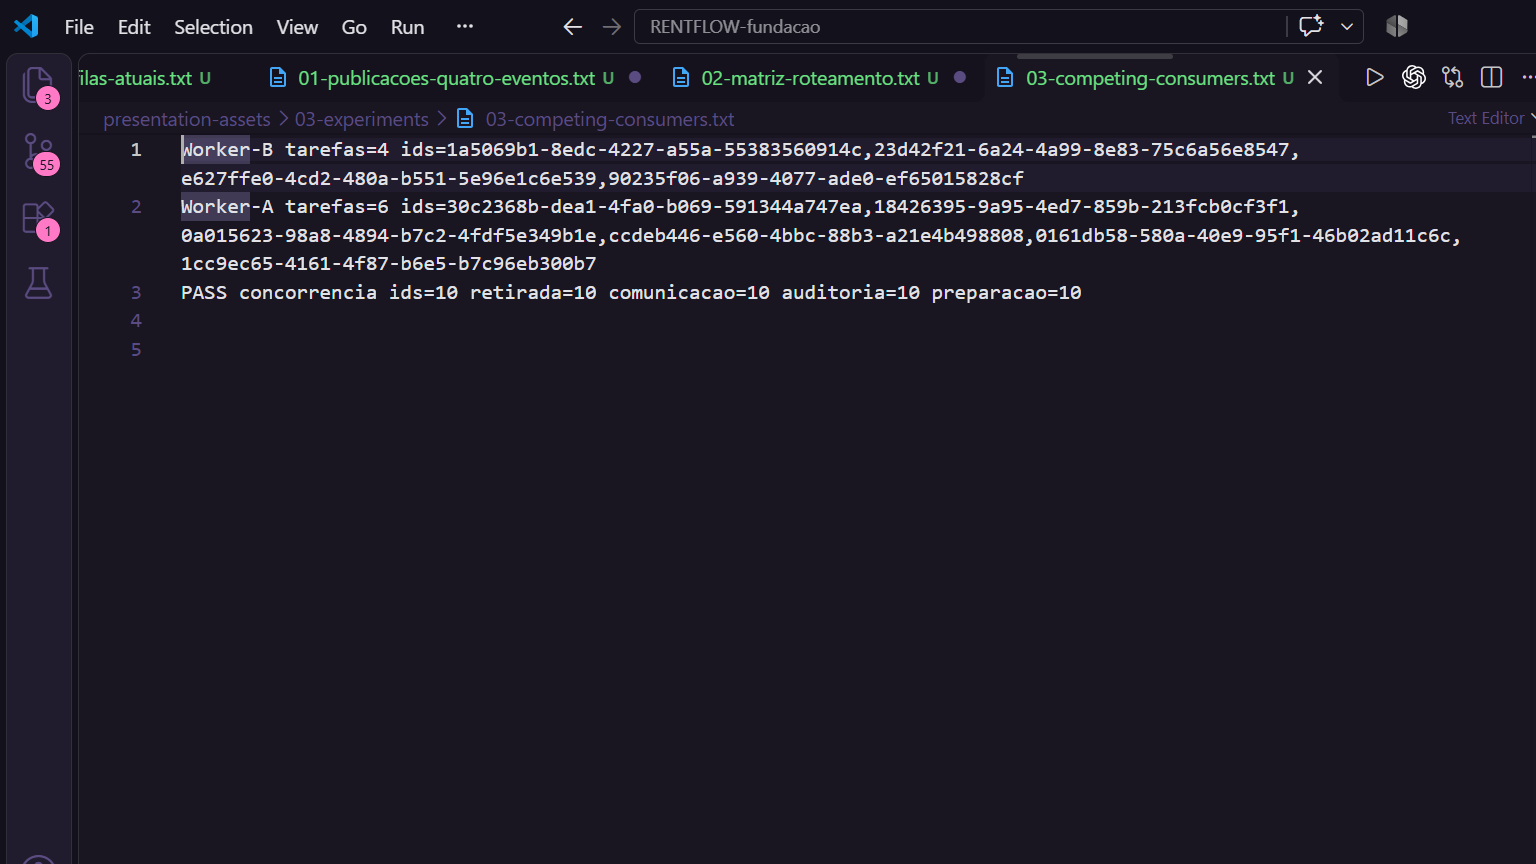 File Edit Selection View Go Run ···
RENTFLOW-fundacao
filas-atuais.txt U
01-publicacoes-quatro-eventos.txt U
02-matriz-roteamento.txt U
03-competing-consumers.txt U
presentation-assets > 03-experiments > 03-competing-consumers.txt
Text Editor
3
55
1
1 Worker-B tarefas=4 ids=1a5069b1-8edc-4227-a55a-55383560914c,23d42f21-6a24-4a99-8e83-75c6a56e8547,
e627ffe0-4cd2-480a-b551-5e96e1c6e539,90235f06-a939-4077-ade0-ef65015828cf
2 Worker-A tarefas=6 ids=30c2368b-dea1-4fa0-b069-591344a747ea,18426395-9a95-4ed7-859b-213fcb0cf3f1,
0a015623-98a8-4894-b7c2-4fdf5e349b1e,ccdeb446-e560-4bbc-88b3-a21e4b498808,0161db58-580a-40e9-95f1-46b02ad11c6c,
1cc9ec65-4161-4f87-b6e5-b7c96eb300b7
3 PASS concorrencia ids=10 retirada=10 comunicacao=10 auditoria=10 preparacao=10
4
5